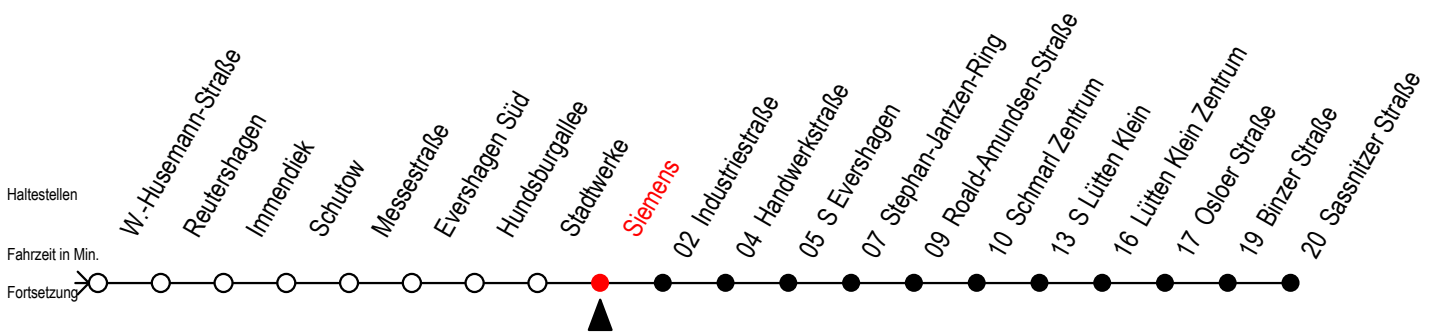 Haltestellen
Fahrzeit in Min.
Fortsetzung
W.-Husemann-Straße
Reutershagen
Immendiek
Schutow
Messestraße
Evershagen Süd
Hundsburgallee
Stadtwerke
Siemens
02 Industriestraße
04 Handwerkstraße
05 S Evershagen
07 Stephan-Jantzen-Ring
09 Roald-Amundsen-Straße
10 Schmarl Zentrum
13 S Lütten Klein
16 Lütten Klein Zentrum
17 Osloer Straße
19 Binzer Straße
20 Sassnitzer Straße